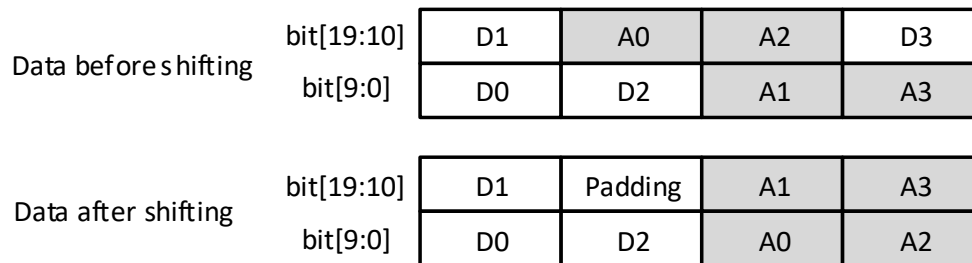 bit[19:10] D1 A0 A2 D3
Data before shifting
bit[9:0] D0 D2 A1 A3
bit[19:10] D1 Padding A1 A3
Data after shifting
bit[9:0] D0 D2 A0 A2